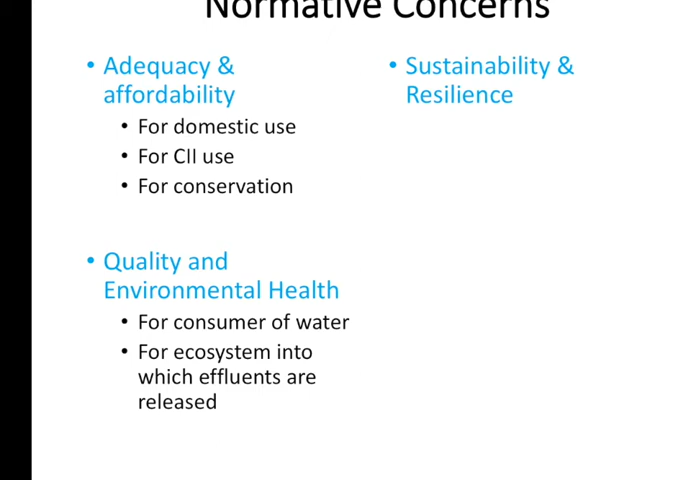 Normative Concerns
• Adequacy &
affordability
• For domestic use
• For CII use
• For conservation
• Quality and
Environmental Health
• For consumer of water
• For ecosystem into
which effluents are
released
• Sustainability &
Resilience